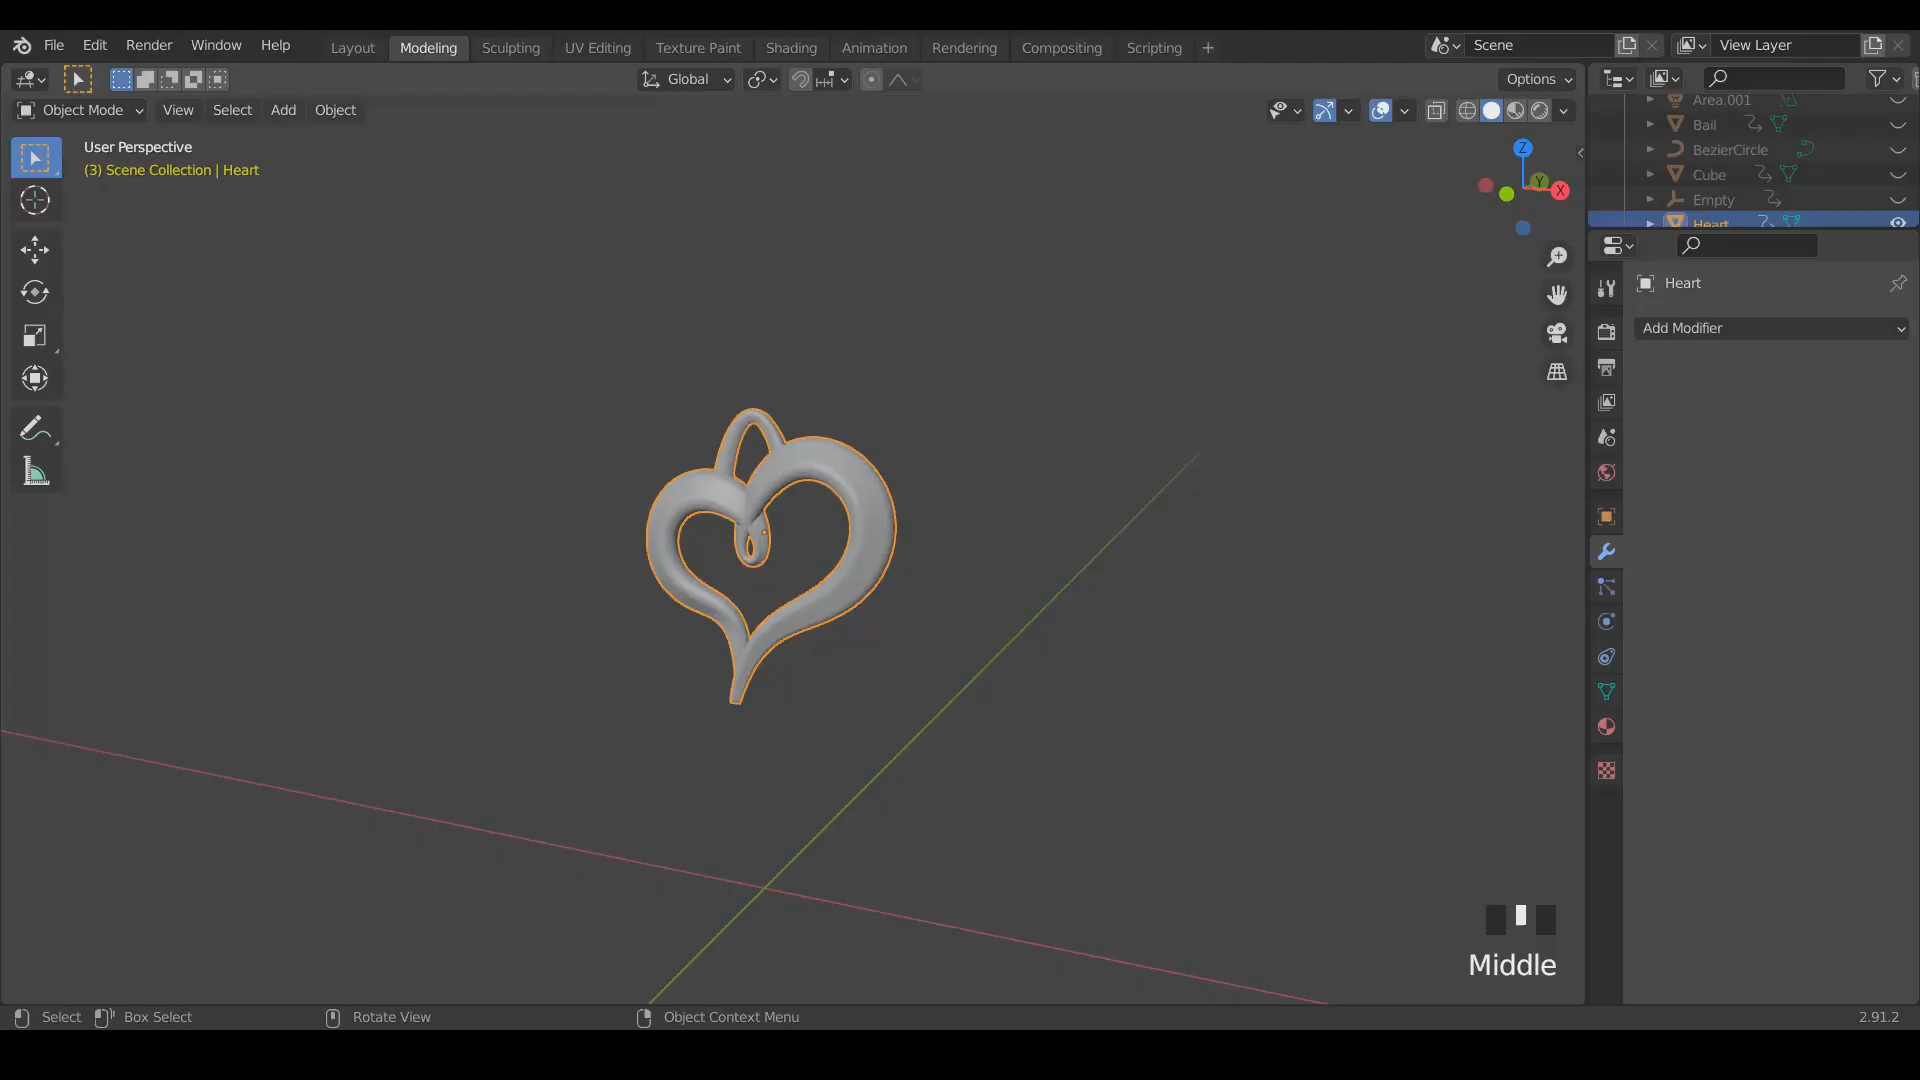 File Edit Render Window Help Layout Modeling Sculpting UV Editing Texture Paint Shading Animation Rendering Compositing Scripting + Scene View Layer
Global Options
Object Mode View Select Add Object
User Perspective
(3) Scene Collection | Heart
Z
Y
X
Area.001
Bail
BezierCircle
Cube
Empty
Heart
Heart
Add Modifier
Middle
Select Box Select Rotate View Object Context Menu 2.91.2